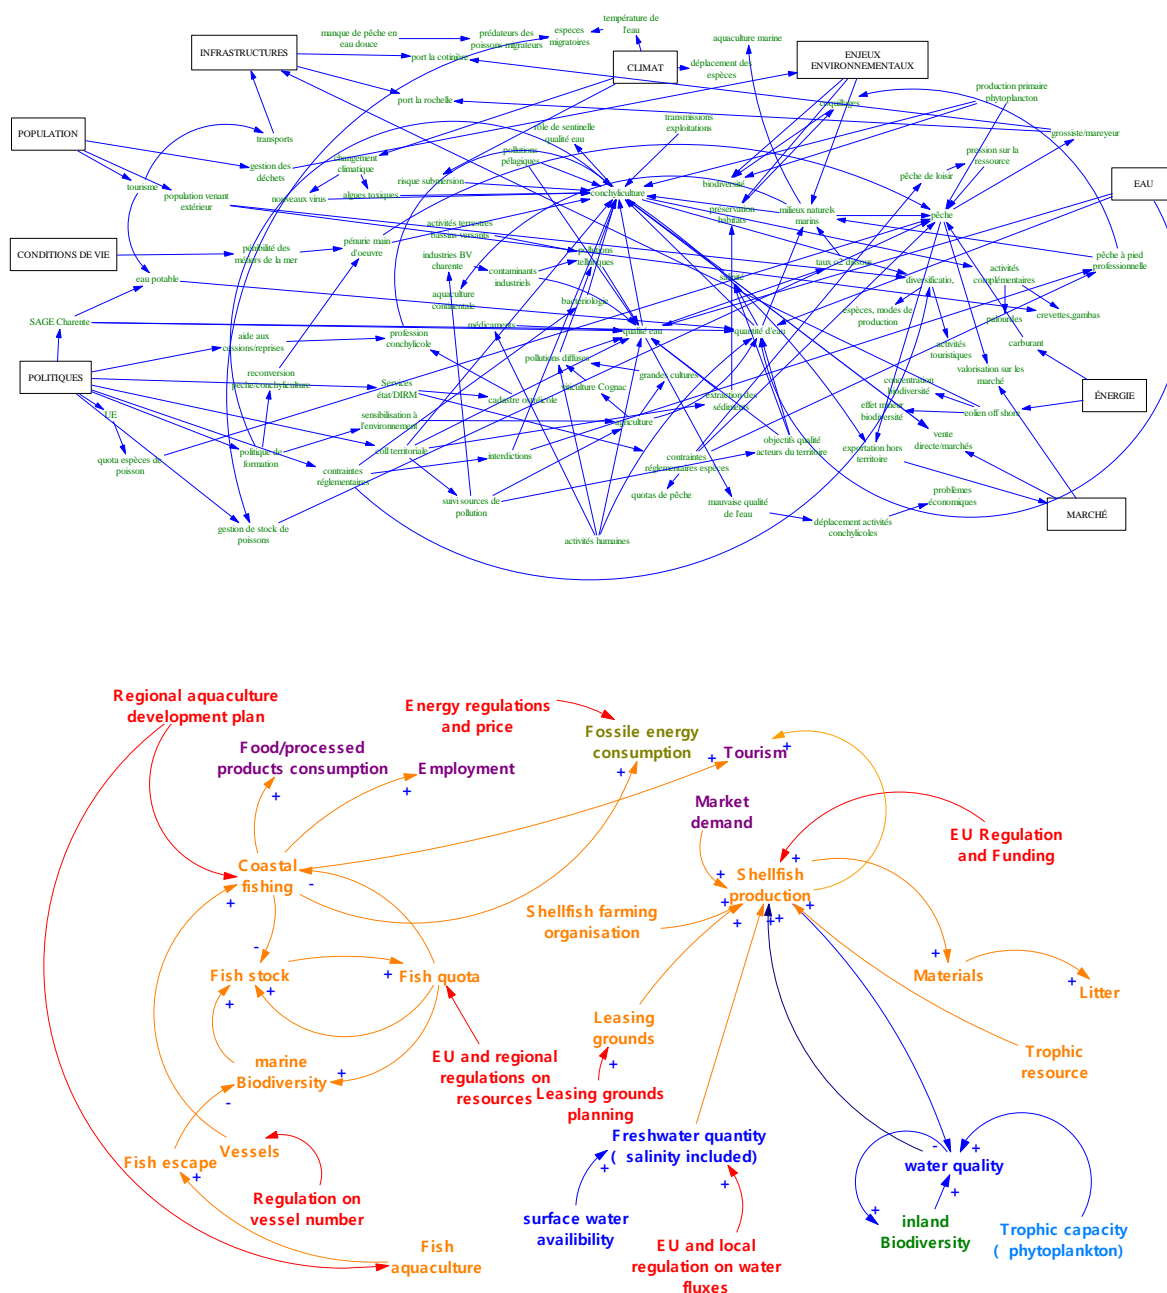 température de
l'eau
especes
migratoires
manque de pêche en
eau douce
prédateurs des
poissons migrateurs
aquaculture marine
INFRASTRUCTURES
port la cotinière
CLIMAT
déplacement des
espèces
ENJEUX
ENVIRONNEMENTAUX
production primaire
phytoplancton
port la rochelle
coquillages
POPULATION
transports
rôle de sentinelle
qualité eau
transmissions
exploitations
grossiste/mareyeur
pollutions
pélagiques
changement
climatique
gestion des
déchets
pression sur la
ressource
pêche de loisir
EAU
tourisme
risque submersion
biodiversité
population venant
extérieur
nouveaux virus
algues toxiques
conchyliculture
préservation
habitats
milieux naturels
marins
pêche
activités terrestres
bassins versants
CONDITIONS DE VIE
pénibilité des
métiers de la mer
pénurie main
d'oeuvre
industries BV
charente
pollutions
telluriques
taux o2 dissous
pêche à pied
professionnelle
eau potable
contaminants
industriels
salinité
diversificatio,
activités
complémentaires
aquaculture
continentale
bactériologie
espèces, modes de
production
palourdes
crevettes,gambas
SAGE Charente
médicaments
qualité eau
quantité d'eau
aide aux
cessions/reprises
profession
conchylicole
activités
touristiques
carburant
POLITIQUES
reconversion
pêche/conchyliculture
pollutions diffuses
grandes cultures
valorisation sur les
marché
Services
état/DIRM
cadastre ostréicole
viticulture Cognac
extraction des
sédiments
concentration
biodiversité
ÉNERGIE
UE
sensibilisation à
l'environnement
agriculture
effet mineur
biodiversité
eolien off shore
quota espèces de
poisson
politique de
formation
coll territoriale
interdictions
contraintes
réglementaires espèces
objectifs qualité
acteurs du territoire
exportation hors
territoire
vente
directe/marchés
contraintes
réglementaires
suivi sources de
pollution
quotas de pêche
mauvaise qualité
de l'eau
problèmes
économiques
MARCHÉ
gestion de stock de
poissons
activités humaines
déplacement activités
conchylicoles
Regional aquaculture
development plan
Energy regulations
and price
Food/processed
products consumption
Employment
Fossile energy
consumption
Tourism
Market
demand
EU Regulation
and Funding
Coastal
fishing
Shellfish
production
Shellfish farming
organisation
Fish stock
Fish quota
Materials
Litter
Leasing
grounds
marine
Biodiversity
EU and regional
regulations on
resources
Leasing grounds
planning
Trophic
resource
Freshwater quantity
( salinity included)
water quality
Vessels
Fish escape
Regulation on
vessel number
surface water
availibility
inland
Biodiversity
Trophic capacity
( phytoplankton)
Fish
aquaculture
EU and local
regulation on water
fluxes